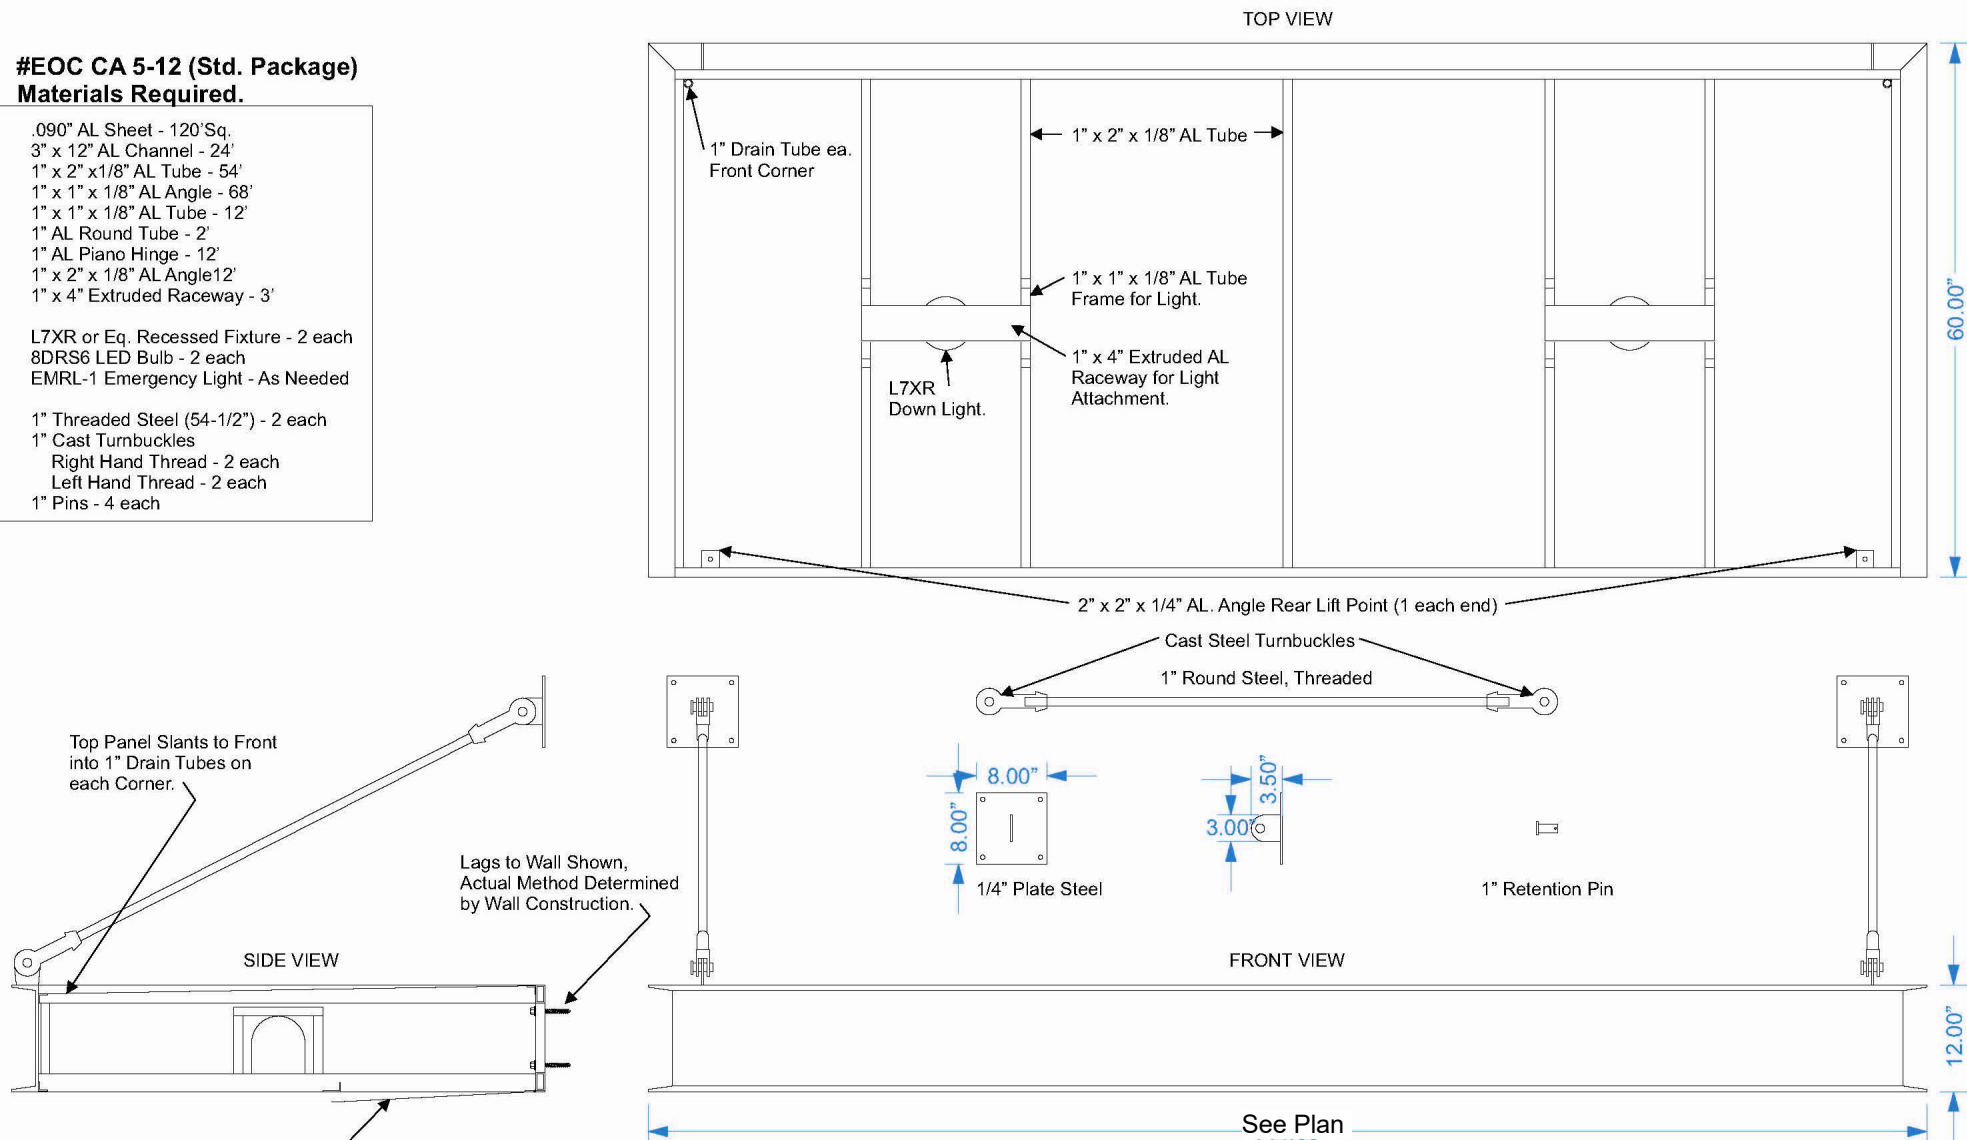 TOP VIEW
#EOC CA 5-12 (Std. Package)
Materials Required.
.090” AL Sheet - 120’Sq.
3” x 12” AL Channel - 24’
1” x 2” x1/8” AL Tube - 54’
1” x 1” x 1/8” AL Angle - 68’
1” x 1” x 1/8” AL Tube - 12’
1” AL Round Tube - 2’
1” AL Piano Hinge - 12’
1” x 2” x 1/8” AL Angle12’
1” x 4” Extruded Raceway - 3’
L7XR or Eq. Recessed Fixture - 2 each
8DRS6 LED Bulb - 2 each
EMRL-1 Emergency Light - As Needed
1” Threaded Steel (54-1/2”) - 2 each
1” Cast Turnbuckles
Right Hand Thread - 2 each
Left Hand Thread - 2 each
1” Pins - 4 each
1” Drain Tube ea.
Front Corner
1” x 2” x 1/8” AL Tube
1” x 1” x 1/8” AL Tube
Frame for Light.
1” x 4” Extruded AL
Raceway for Light
Attachment.
L7XR
Down Light.
60.00”
2” x 2” x 1/4” AL. Angle Rear Lift Point (1 each end)
Cast Steel Turnbuckles
1” Round Steel, Threaded
Top Panel Slants to Front
into 1” Drain Tubes on
each Corner.
8.00”
8.00”
1/4” Plate Steel
3.50”
3.00”
1” Retention Pin
Lags to Wall Shown,
Actual Method Determined
by Wall Construction.
SIDE VIEW
FRONT VIEW
12.00”
See Plan